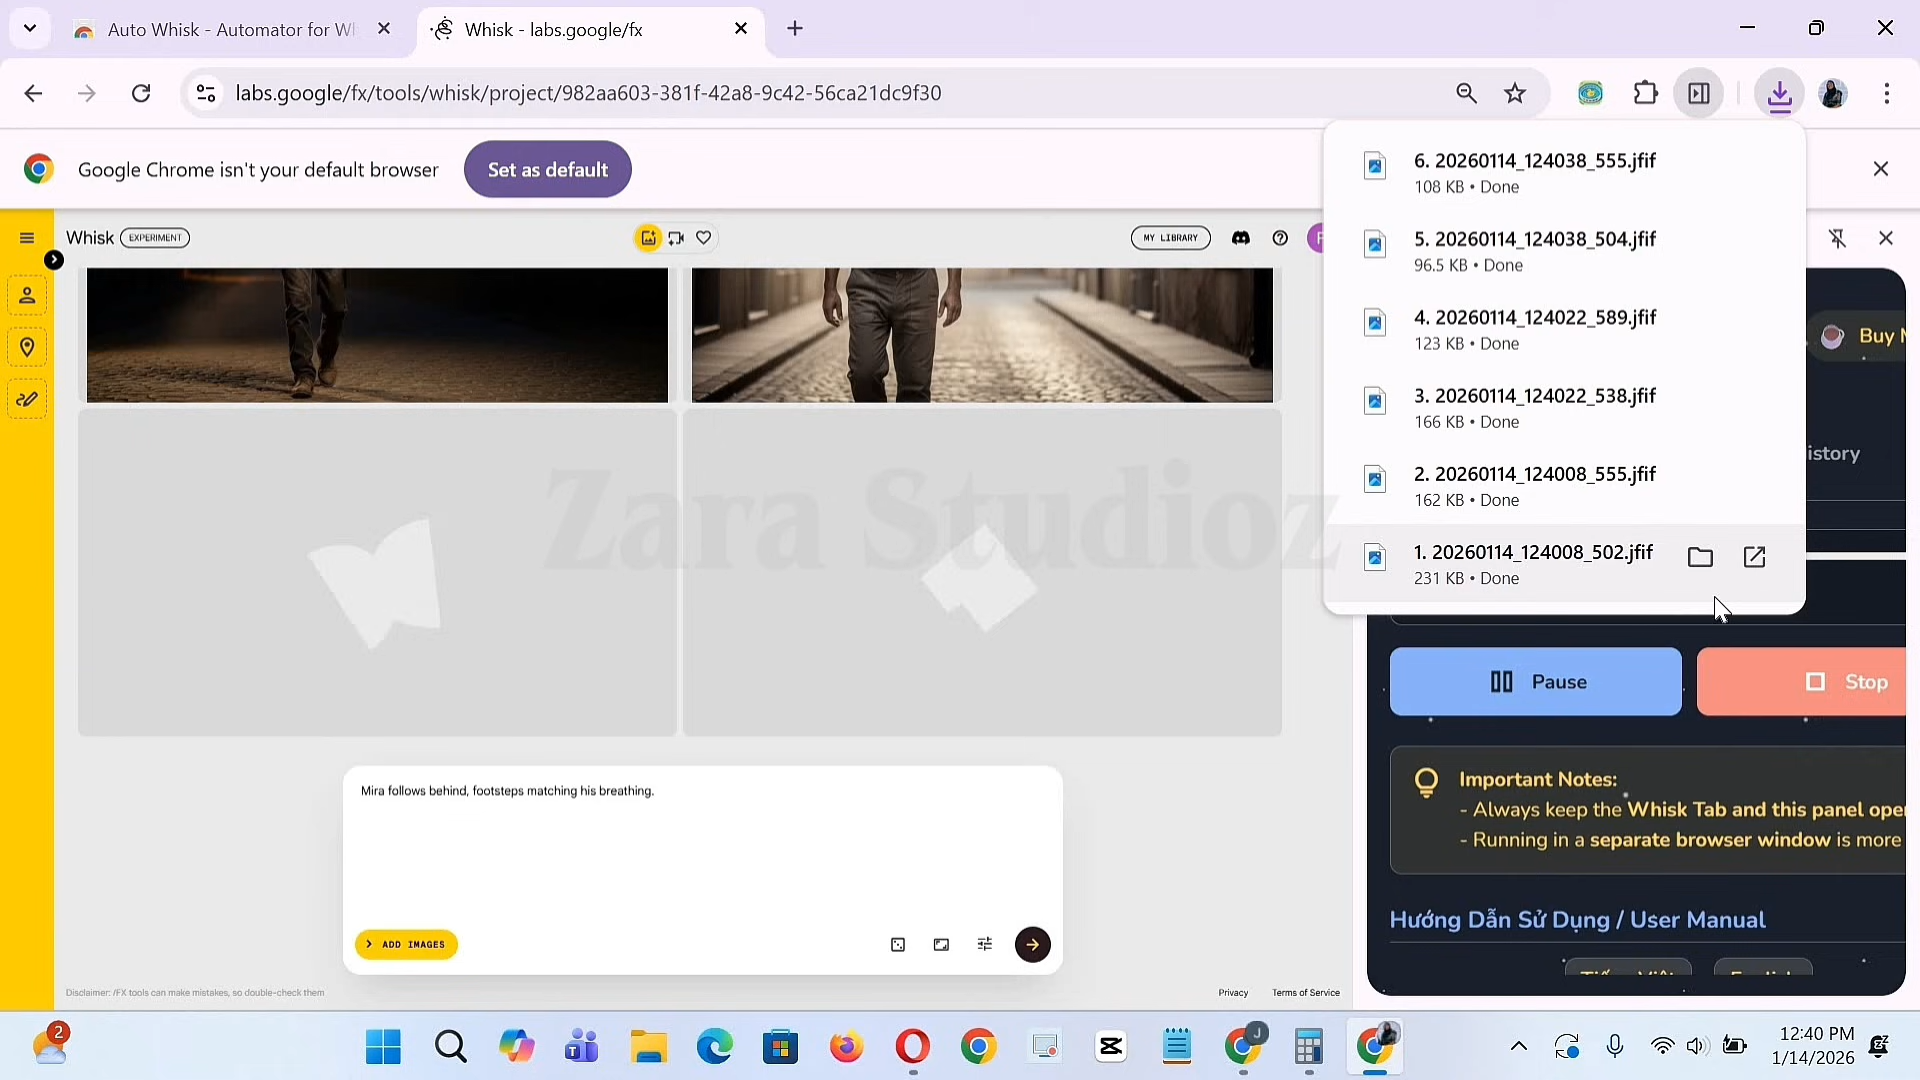 Auto Whisk - Automator for Wh
Whisk - labs.google/fx
labs.google/fx/tools/whisk/project/982aa603-381f-42a8-9c42-56ca21dc9f30
Google Chrome isn't your default browser
Set as default
Whisk
EXPERIMENT
MY LIBRARY
6. 20260114_124038_555.jfif
108 KB • Done
5. 20260114_124038_504.jfif
96.5 KB • Done
4. 20260114_124022_589.jfif
123 KB • Done
3. 20260114_124022_538.jfif
166 KB • Done
2. 20260114_124008_555.jfif
162 KB • Done
1. 20260114_124008_502.jfif
231 KB • Done
Buy
istory
Zara Studioz
Pause
Stop
Important Notes:
- Always keep the Whisk Tab and this panel ope
- Running in a separate browser window is more
Hướng Dẫn Sử Dụng / User Manual
Mira follows behind, footsteps matching his breathing.
ADD IMAGES
Disclaimer: /FX tools can make mistakes, so double-check them
Privacy
Terms of Service
2
J
12:40 PM
1/14/2026